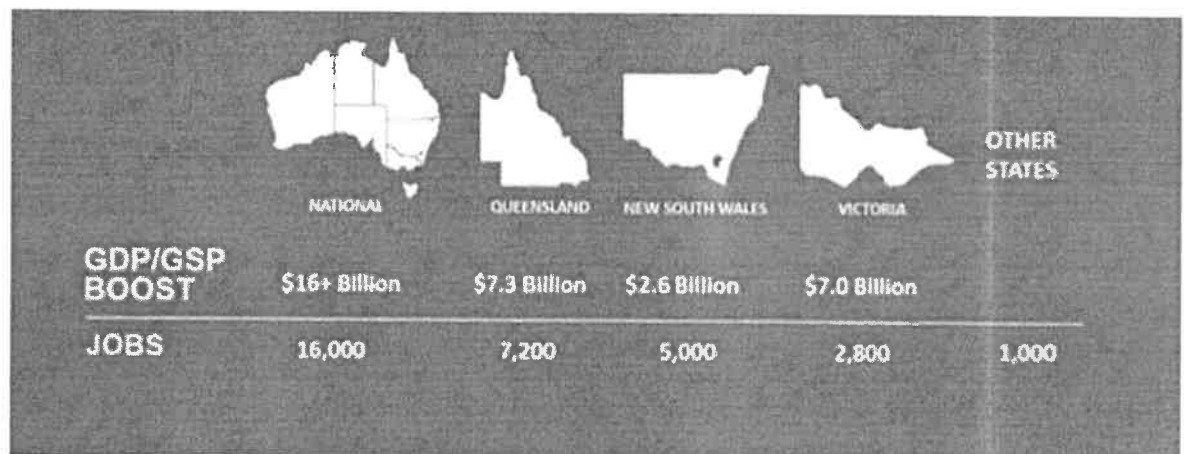 OTHER
STATES
NATIONAL QUEENSLAND NEW SOUTH WALES VICTORIA
GDP/GSP
BOOST $16+ Billion $7.3 Billion $2.6 Billion $7.0 Billion
JOBS 16,000 7,200 5,000 2,800 1,000